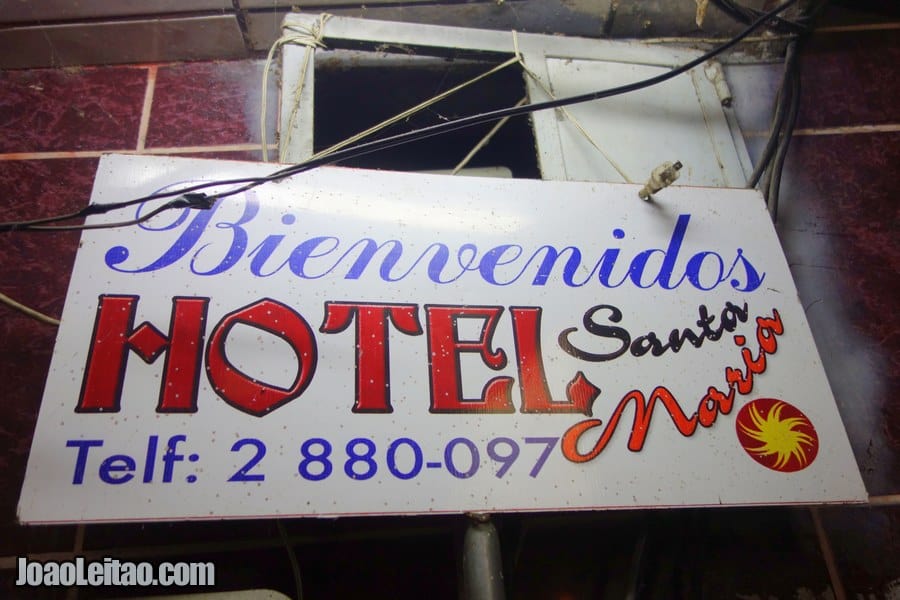 Bienvenidos
HOTEL Santa Maria
Telf: 2 880-097
JoaoLeitao.com